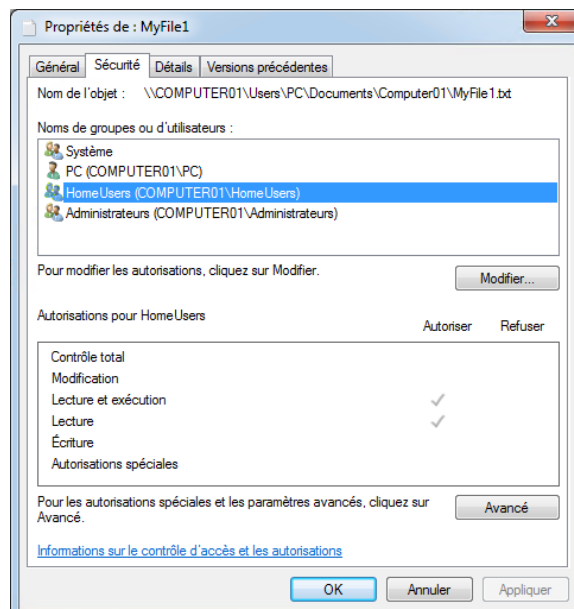 Propriétés de : MyFile1
Général Sécurité Détails Versions précédentes
Nom de l'objet : \\COMPUTER01\Users\PC\Documents\Computer01\MyFile1.txt
Noms de groupes ou d'utilisateurs :
Système
PC (COMPUTER01\PC)
HomeUsers (COMPUTER01\HomeUsers)
Administrateurs (COMPUTER01\Administrateurs)
Pour modifier les autorisations, cliquez sur Modifier.
Modifier...
Autorisations pour HomeUsers
Autoriser Refuser
Contrôle total
Modification
Lecture et exécution
Lecture
Écriture
Autorisations spéciales
Pour les autorisations spéciales et les paramètres avancés, cliquez sur
Avancé.
Avancé
Informations sur le contrôle d'accès et les autorisations
OK Annuler Appliquer